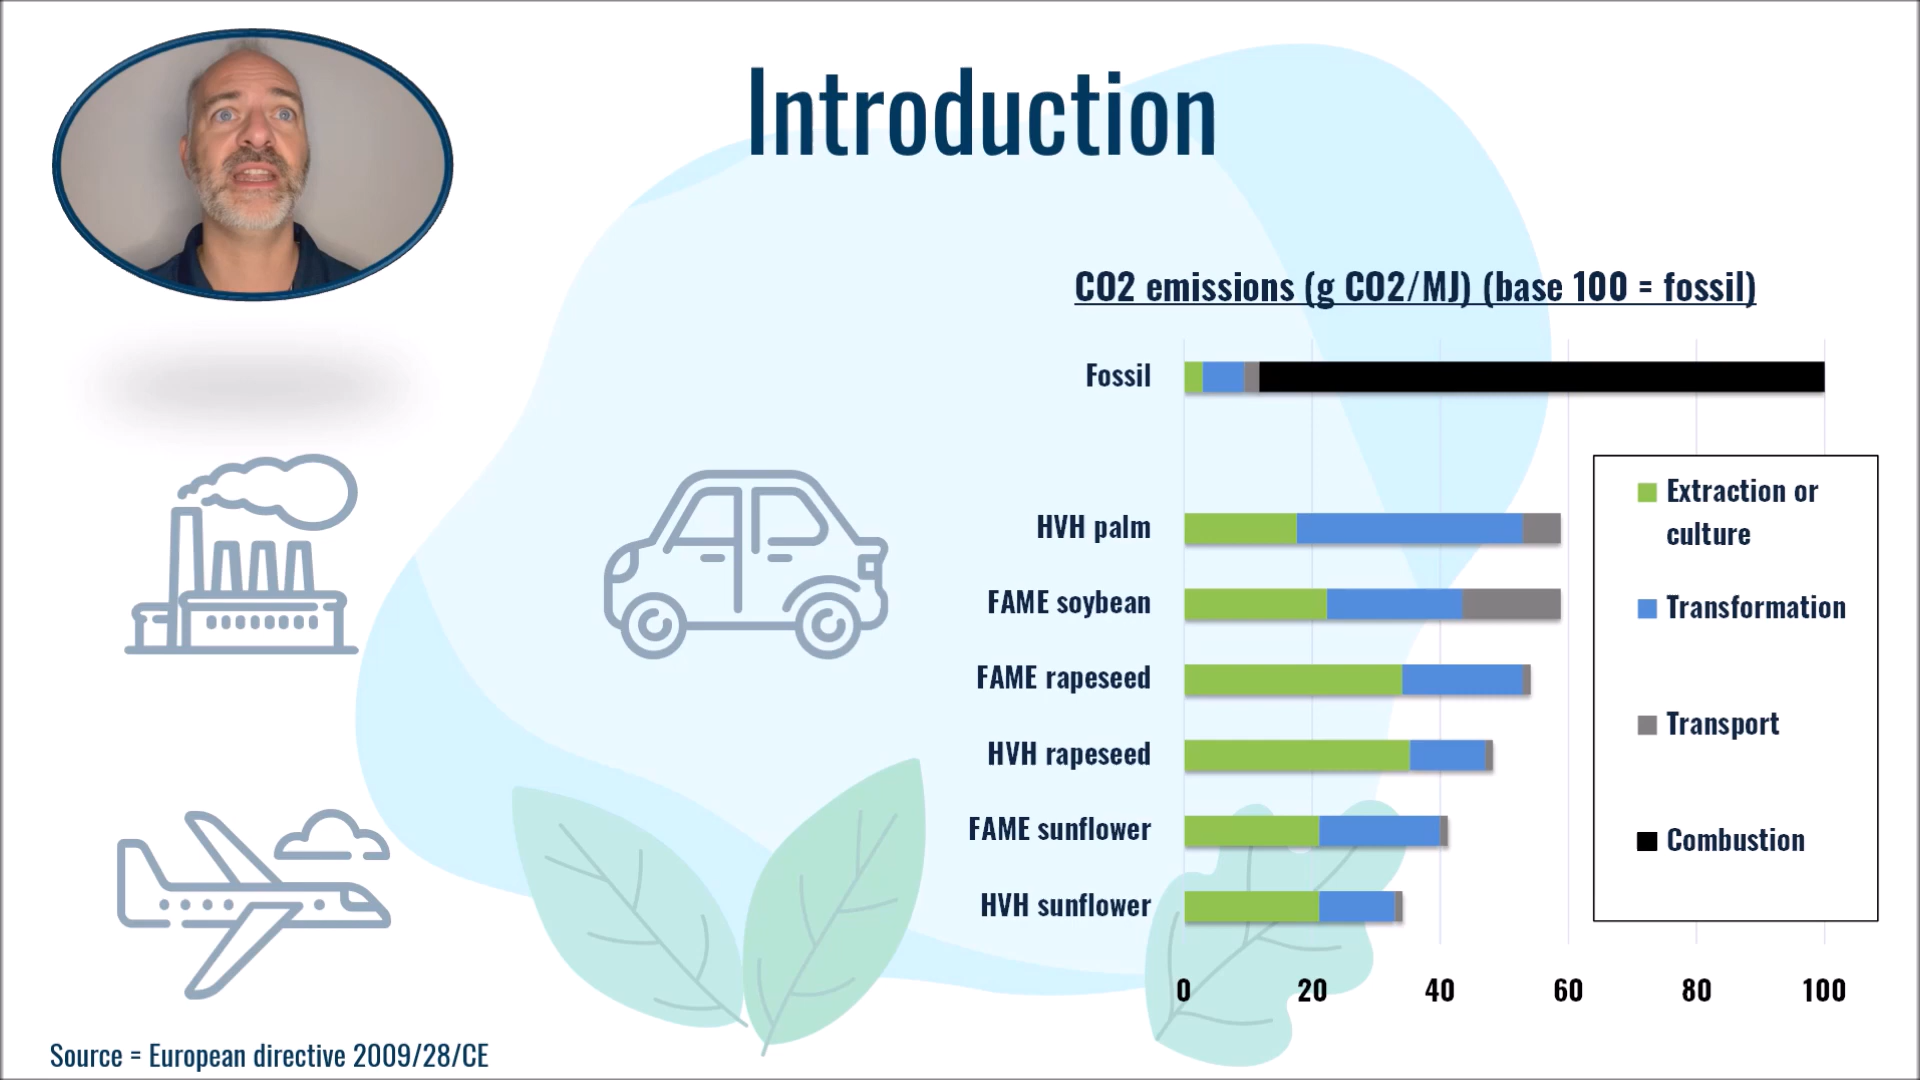 Introduction
CO2 emissions (g CO2/MJ) (base 100 = fossil)
Fossil
HVH palm
FAME soybean
FAME rapeseed
HVH rapeseed
FAME sunflower
HVH sunflower
0 20 40 60 80 100
Extraction or
culture
Transformation
Transport
Combustion
Source = European directive 2009/28/CE